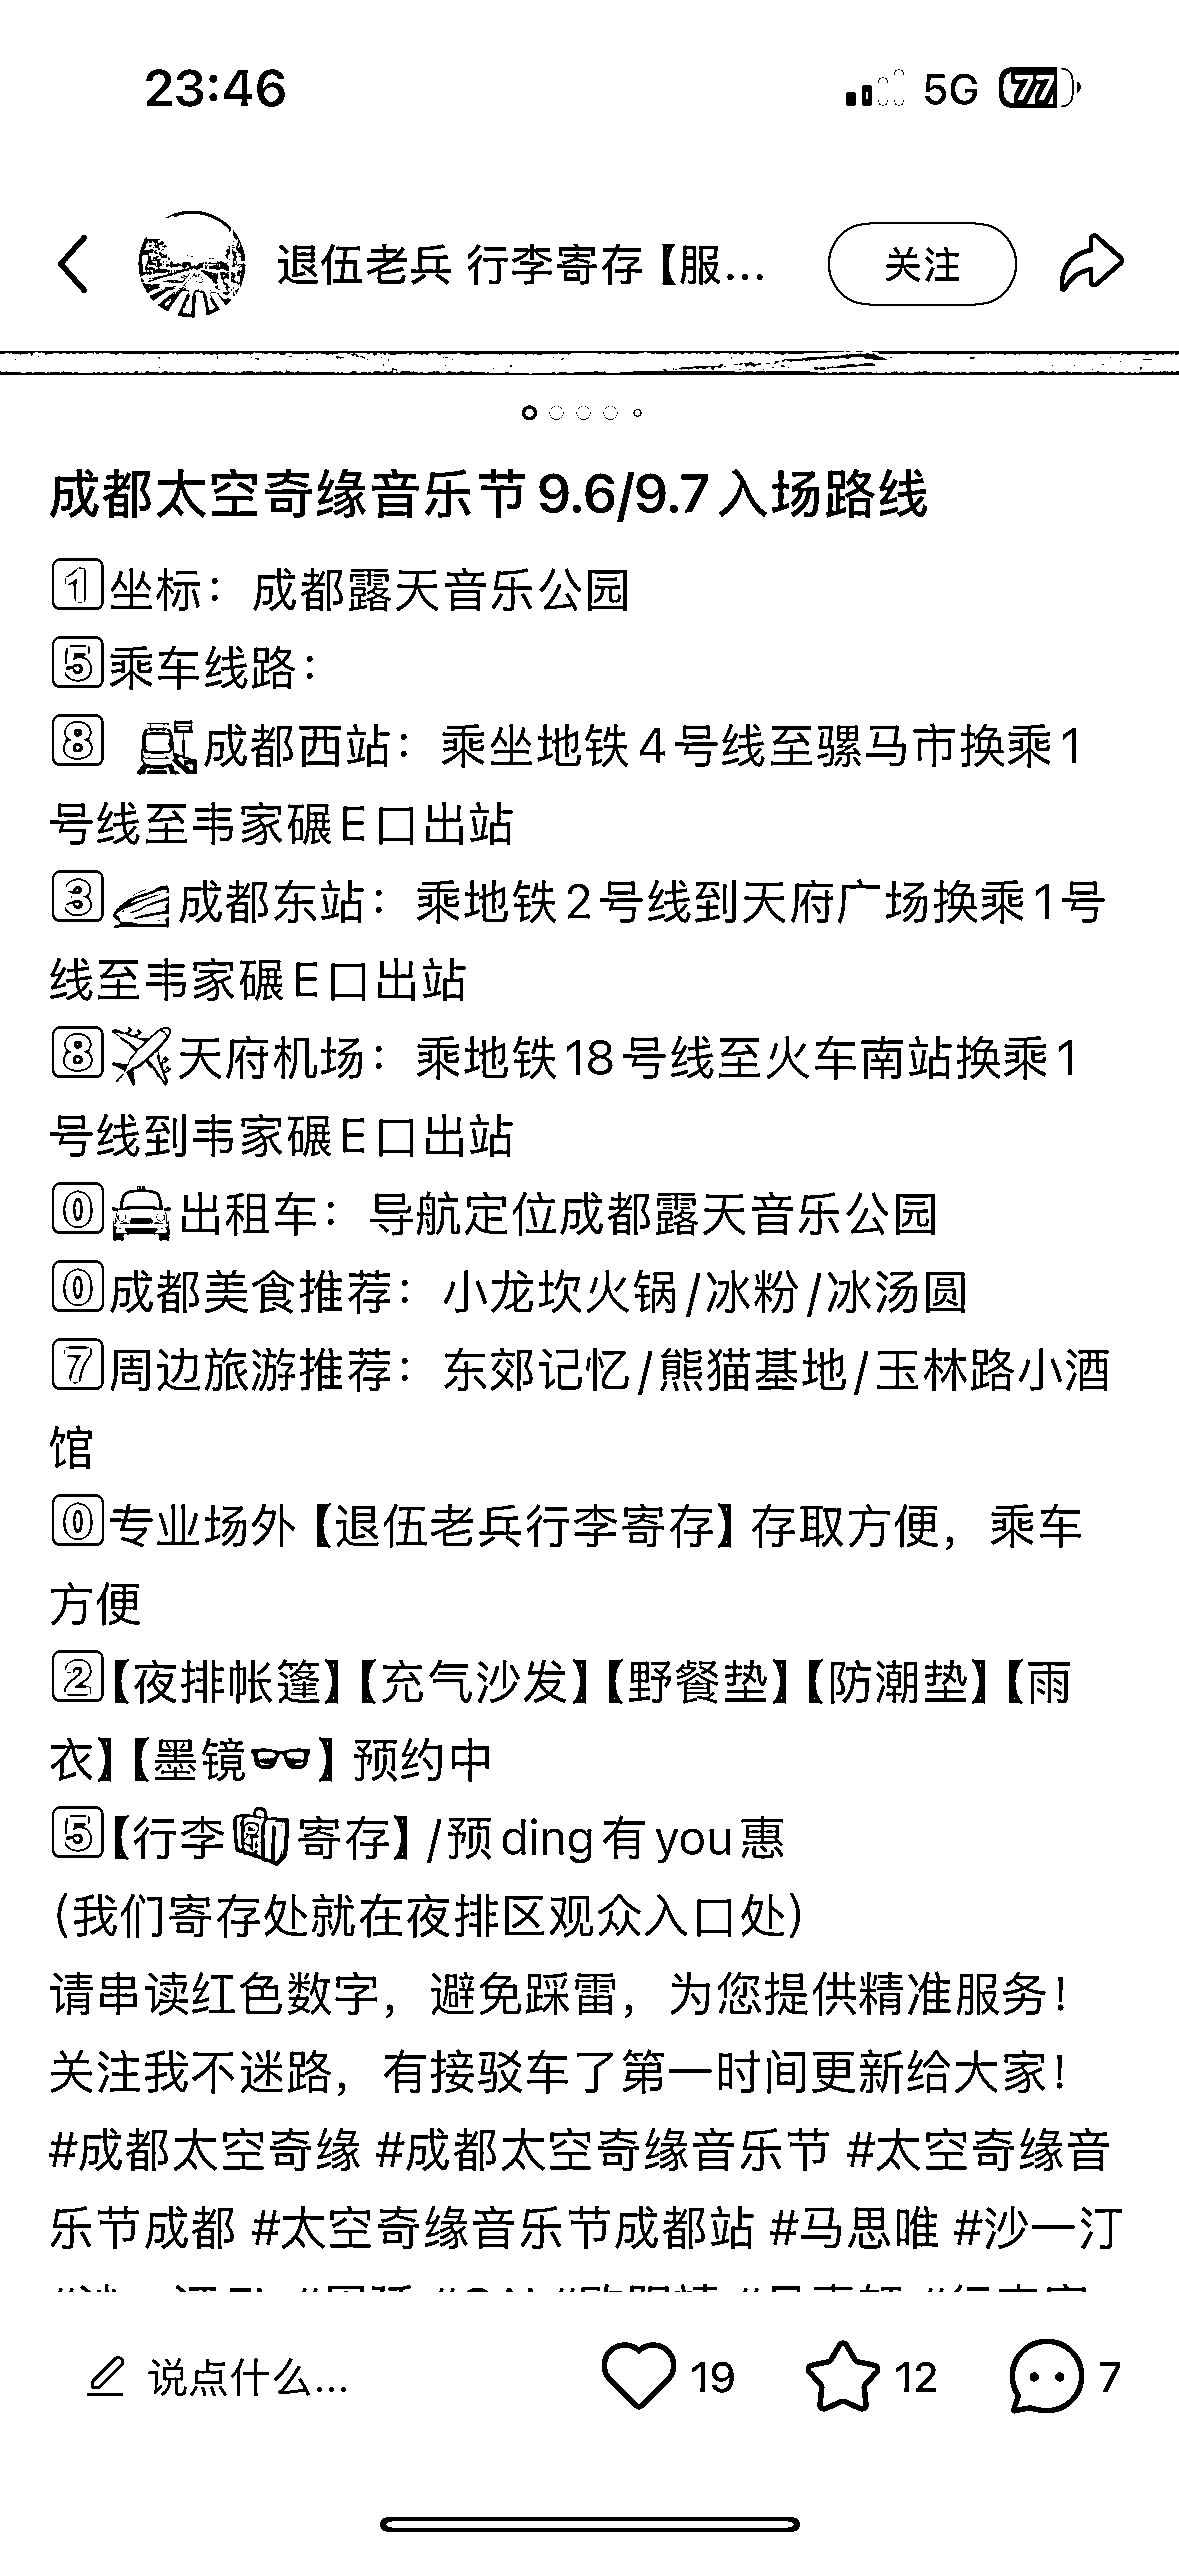 23:46
5G 77
退伍老兵 行李寄存【服...
关注
成都太空奇缘音乐节9.6/9.7入场路线
1️⃣坐标：成都露天音乐公园
5️⃣乘车线路：
8️⃣ 🚉成都西站：乘坐地铁4号线至骡马市换乘1
号线至韦家碾E口出站
3️⃣🚄成都东站：乘地铁2号线到天府广场换乘1号
线至韦家碾E口出站
8️⃣✈️天府机场：乘地铁18号线至火车南站换乘1
号线到韦家碾E口出站
0️⃣🚖出租车：导航定位成都露天音乐公园
0️⃣成都美食推荐：小龙坎火锅/冰粉/冰汤圆
7️⃣周边旅游推荐：东郊记忆/熊猫基地/玉林路小酒
馆
0️⃣专业场外【退伍老兵行李寄存】存取方便，乘车
方便
2️⃣【夜排帐篷】【充气沙发】【野餐垫】【防潮垫】【雨
衣】【墨镜🕶️】预约中
5️⃣【行李🛍️寄存】/预ding有you惠
（我们寄存处就在夜排区观众入口处）
请串读红色数字，避免踩雷，为您提供精准服务！
关注我不迷路，有接驳车了第一时间更新给大家！
#成都太空奇缘 #成都太空奇缘音乐节 #太空奇缘音
乐节成都 #太空奇缘音乐节成都站 #马思唯 #沙一汀
说点什么...
19
12
7